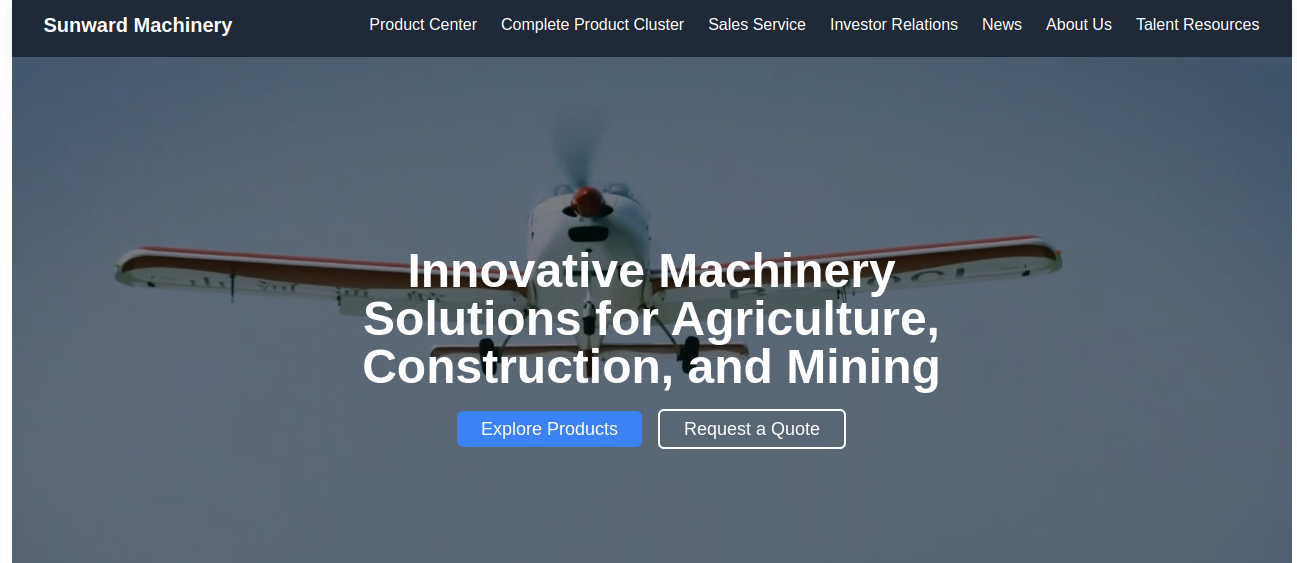 Sunward Machinery
Product Center Complete Product Cluster Sales Service Investor Relations News About Us Talent Resources
Innovative Machinery
Solutions for Agriculture,
Construction, and Mining
Explore Products Request a Quote